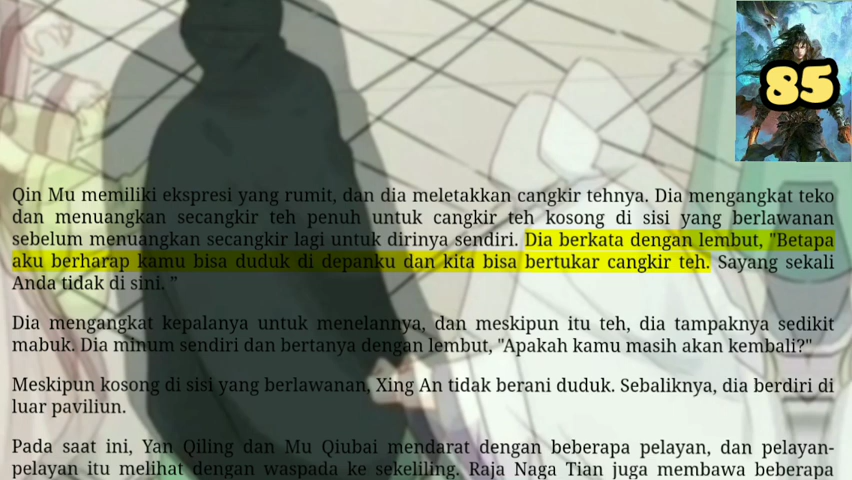 85
Qin Mu memiliki ekspresi yang rumit, dan dia meletakkan cangkir tehnya. Dia mengangkat teko
dan menuangkan secangkir teh penuh untuk cangkir teh kosong di sisi yang berlawanan
sebelum menuangkan secangkir lagi untuk dirinya sendiri. Dia berkata dengan lembut, "Betapa
aku berharap kamu bisa duduk di depanku dan kita bisa bertukar cangkir teh. Sayang sekali
Anda tidak di sini. ”
Dia mengangkat kepalanya untuk menelannya, dan meskipun itu teh, dia tampaknya sedikit
mabuk. Dia minum sendiri dan bertanya dengan lembut, "Apakah kamu masih akan kembali?"
Meskipun kosong di sisi yang berlawanan, Xing An tidak berani duduk. Sebaliknya, dia berdiri di
luar paviliun.
Pada saat ini, Yan Qiling dan Mu Qiubai mendarat dengan beberapa pelayan, dan pelayan-
pelayan itu melihat dengan waspada ke sekeliling. Raja Naga Tian juga membawa beberapa